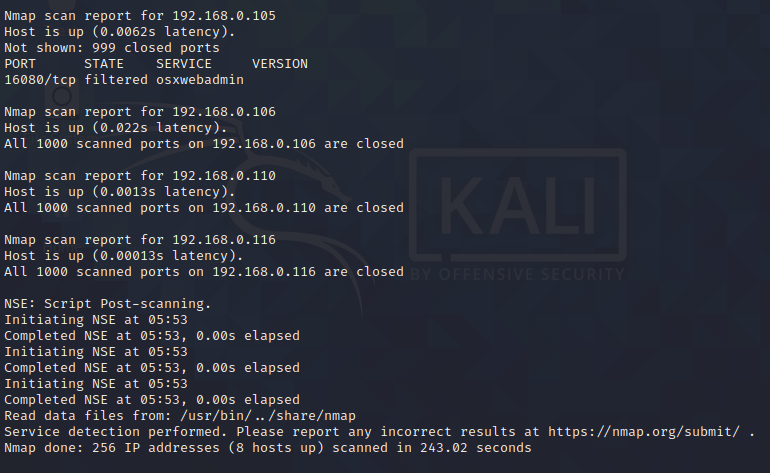 Nmap scan report for 192.168.0.105
Host is up (0.0062s latency).
Not shown: 999 closed ports
PORT      STATE    SERVICE     VERSION
16080/tcp filtered osxwebadmin
Nmap scan report for 192.168.0.106
Host is up (0.022s latency).
All 1000 scanned ports on 192.168.0.106 are closed
Nmap scan report for 192.168.0.110
Host is up (0.0013s latency).
All 1000 scanned ports on 192.168.0.110 are closed
Nmap scan report for 192.168.0.116
Host is up (0.00013s latency).
All 1000 scanned ports on 192.168.0.116 are closed
NSE: Script Post-scanning.
Initiating NSE at 05:53
Completed NSE at 05:53, 0.00s elapsed
Initiating NSE at 05:53
Completed NSE at 05:53, 0.00s elapsed
Initiating NSE at 05:53
Completed NSE at 05:53, 0.00s elapsed
Read data files from: /usr/bin/../share/nmap
Service detection performed. Please report any incorrect results at https://nmap.org/submit/ .
Nmap done: 256 IP addresses (8 hosts up) scanned in 243.02 seconds
KALI
BY OFFENSIVE SECURITY